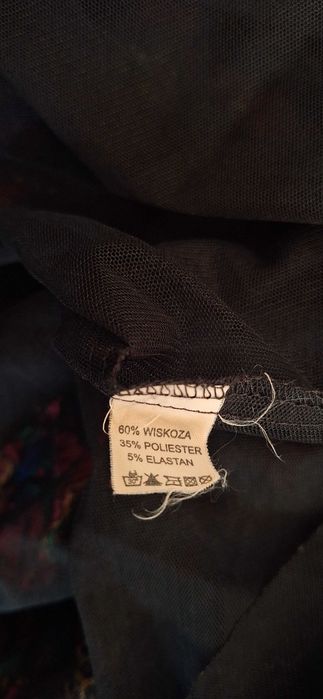 60% WISKOZA
35% POLIESTER
5% ELASTAN